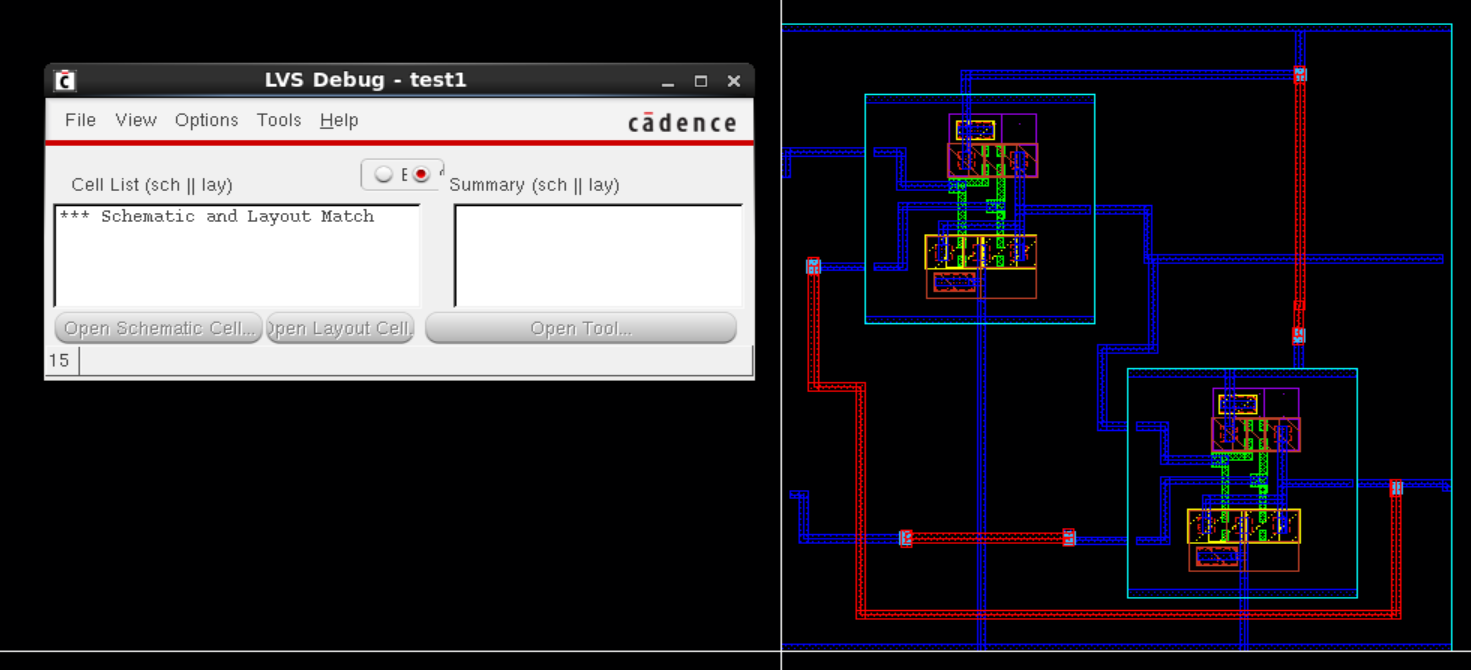 LVS Debug - test1
File View Options Tools Help
cādence
E
Cell List (sch || lay)
Summary (sch || lay)
*** Schematic and Layout Match
Open Schematic Cell...
Open Layout Cell.
Open Tool...
15